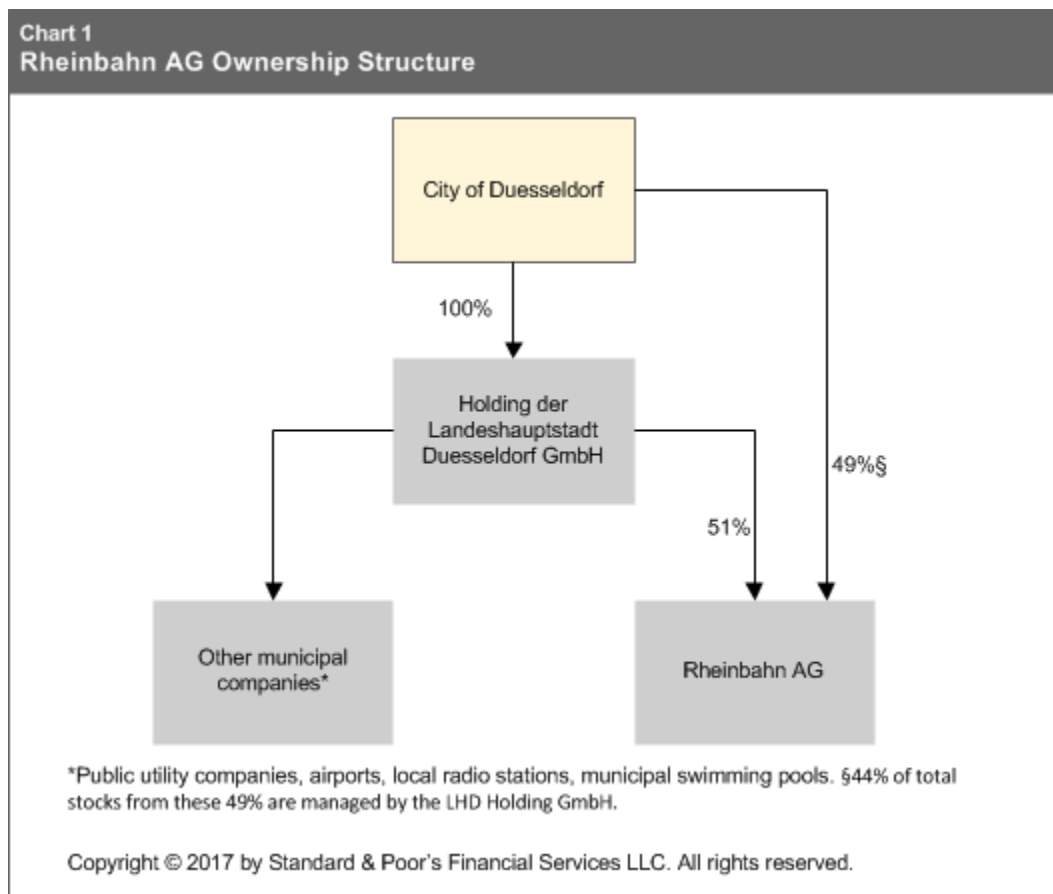 Chart 1
Rheinbahn AG Ownership Structure
City of Duesseldorf
100%
Holding der
Landeshauptstadt
Duesseldorf GmbH
49%§
51%
Other municipal
companies*
Rheinbahn AG
*Public utility companies, airports, local radio stations, municipal swimming pools. §44% of total
stocks from these 49% are managed by the LHD Holding GmbH.
Copyright © 2017 by Standard & Poor's Financial Services LLC. All rights reserved.